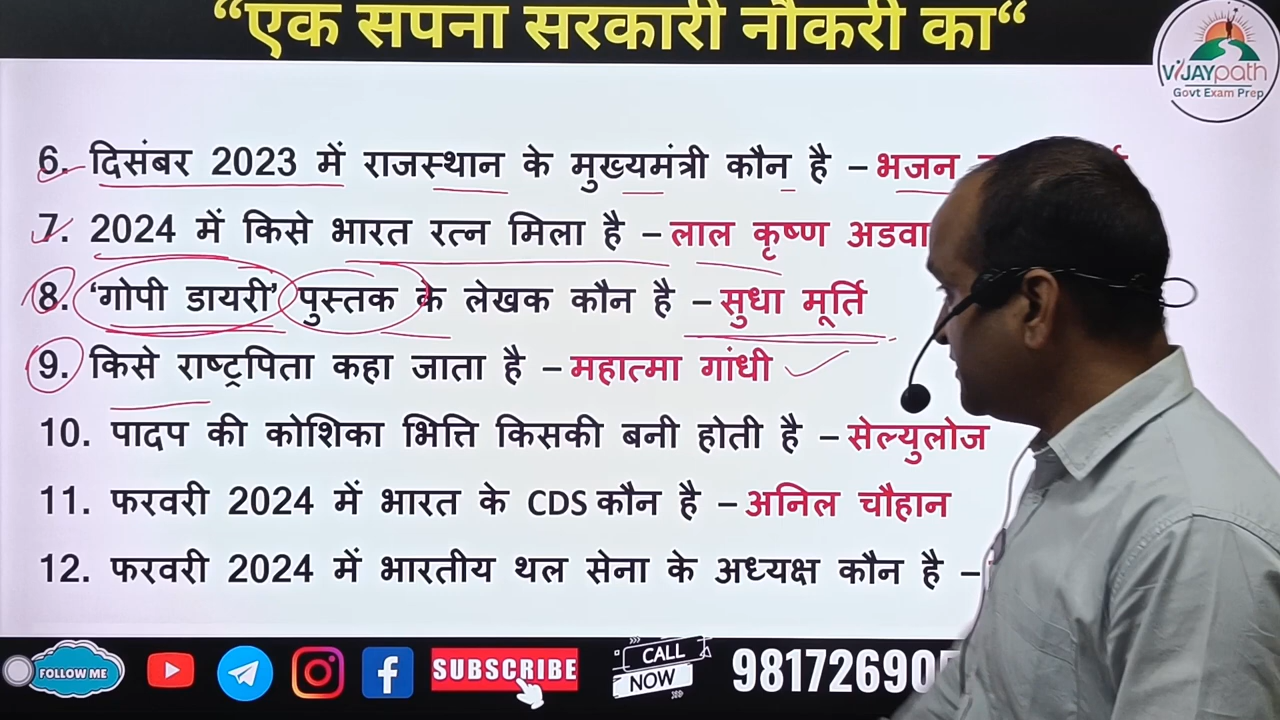 “एक सपना सरकारी नौकरी का“
ViJAYpath
Govt Exam Prep
6. दिसंबर 2023 में राजस्थान के मुख्यमंत्री कौन है – भजन
7. 2024 में किसे भारत रत्न मिला है – लाल कृष्ण
8. ‘गोपी डायरी’ पुस्तक के लेखक कौन है – सुधा मूर्ति
9. किसे राष्ट्रपिता कहा जाता है – महात्मा गांधी
10. पादप की कोशिका भित्ति किसकी बनी होती है – सेल्युलोज
11. फरवरी 2024 में भारत के CDS कौन है – अनिल चौहान
12. फरवरी 2024 में भारतीय थल सेना के अध्यक्ष कौन है –
FOLLOW ME
SUBSCRIBE
CALL
NOW
98172690